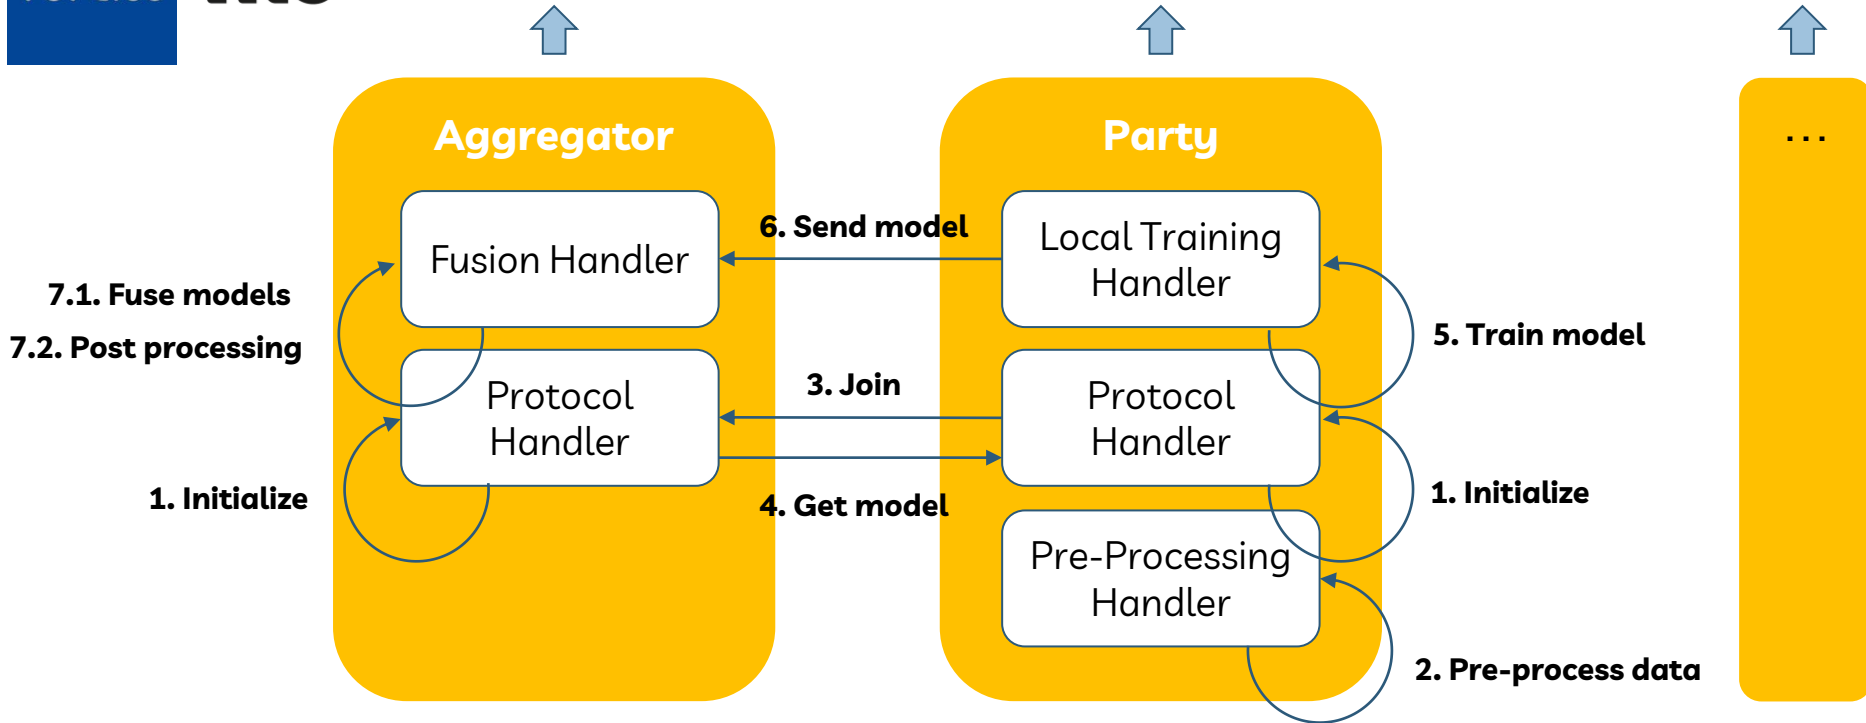 Aggregator
Party
...
Fusion Handler
6. Send model
Local Training
Handler
7.1. Fuse models
7.2. Post processing
5. Train model
Protocol
Handler
3. Join
4. Get model
Protocol
Handler
1. Initialize
1. Initialize
Pre-Processing
Handler
2. Pre-process data